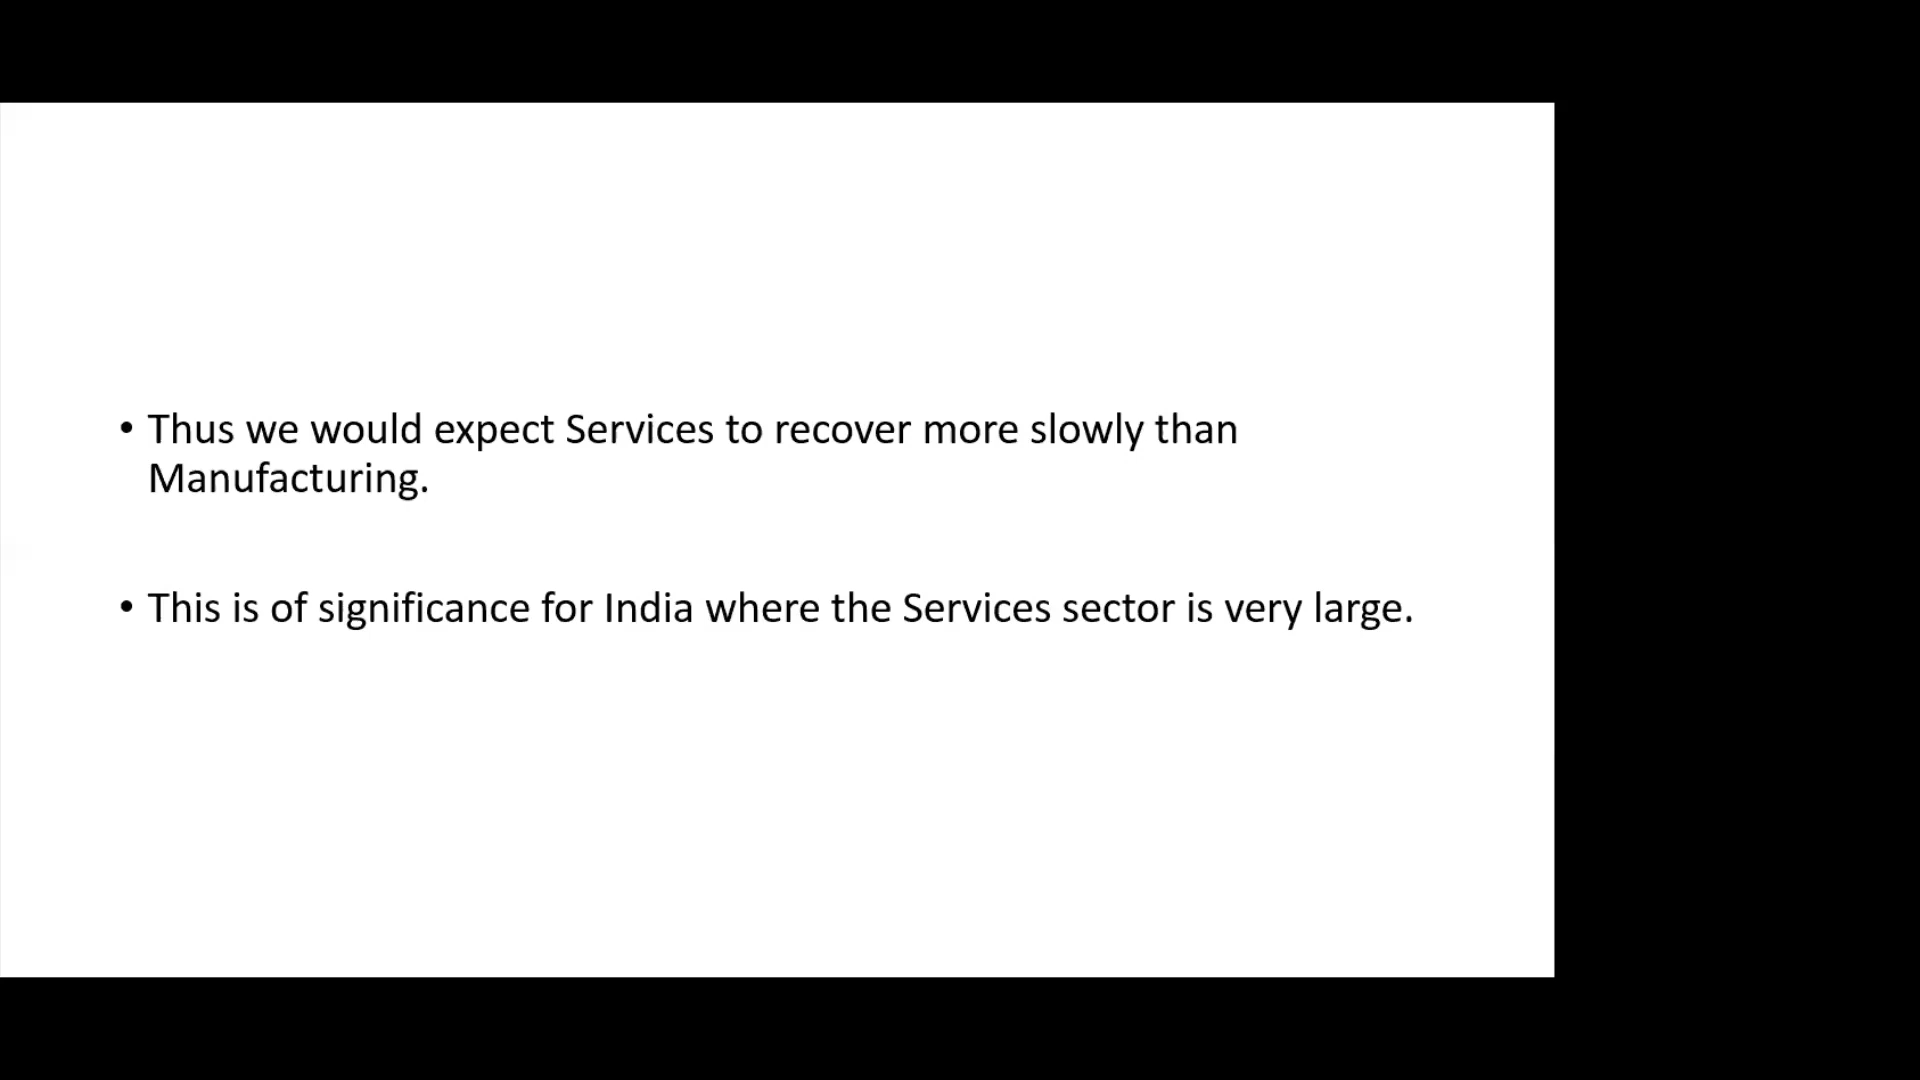 • Thus we would expect Services to recover more slowly than
Manufacturing.
• This is of significance for India where the Services sector is very large.